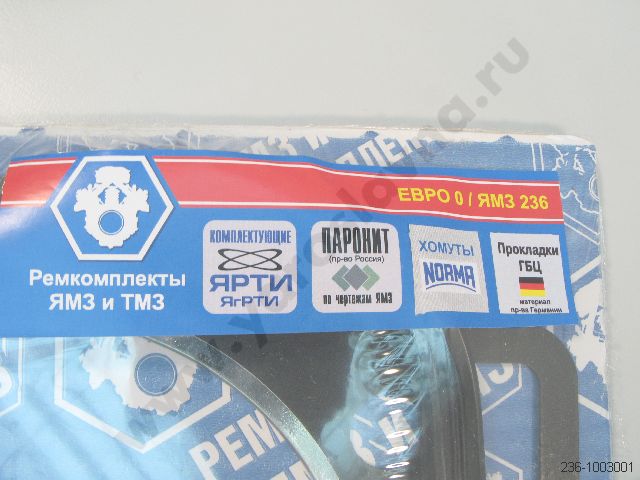 ЕВРО 0 / ЯМЗ 236
Ремкомплекты
ЯМЗ и ТМЗ
КОМПЛЕКТУЮЩИЕ
ЯРТИ
ЯгРТИ
ПАРОНИТ
(пр-во Россия)
по чертежам ЯМЗ
ХОМУТЫ
NORMA
Прокладки
ГБЦ
материал
пр-ва Германии
РЕМ
236-1003001